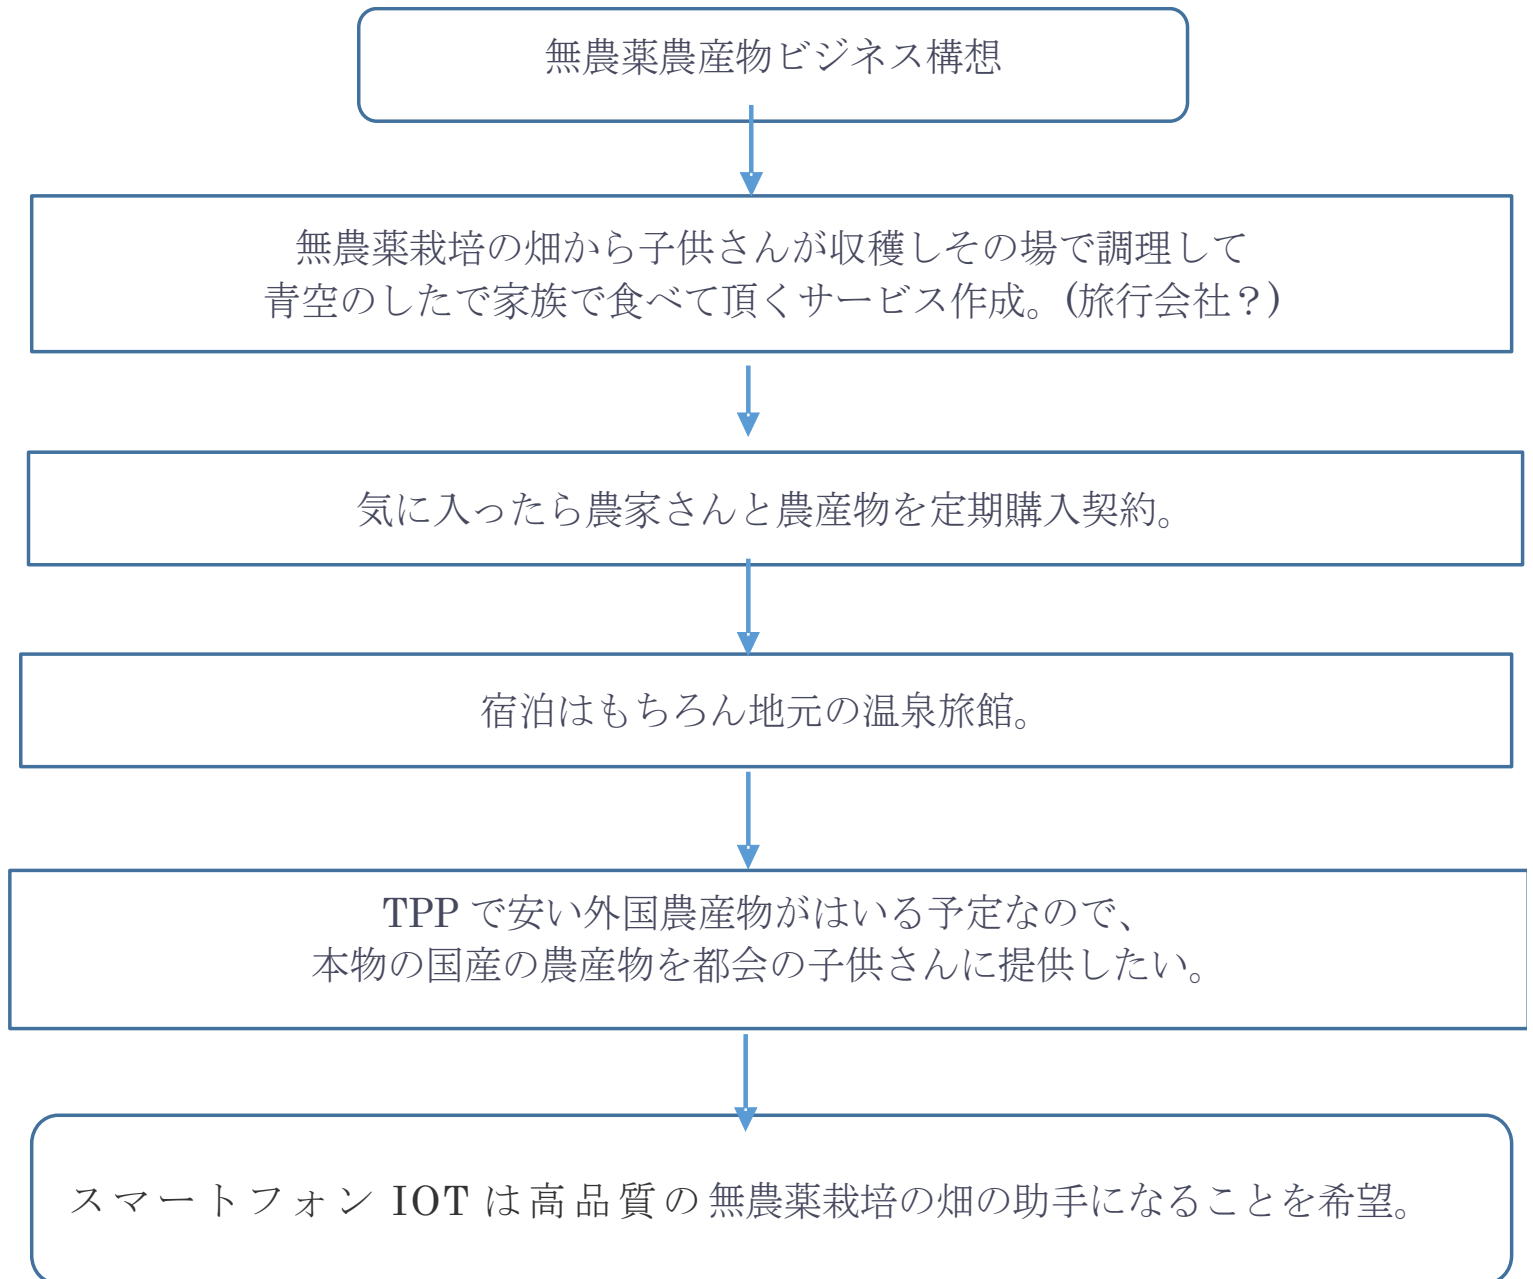 無農薬農産物ビジネス構想
無農薬栽培の畑から子供さんが収穫しその場で調理して
青空のしたで家族で食べて頂くサービス作成。(旅行会社？)
気に入ったら農家さんと農産物を定期購入契約。
宿泊はもちろん地元の温泉旅館。
TPP で安い外国農産物がはいる予定なので、
本物の国産の農産物を都会の子供さんに提供したい。
スマートフォン IOT は高品質の無農薬栽培の畑の助手になることを希望。